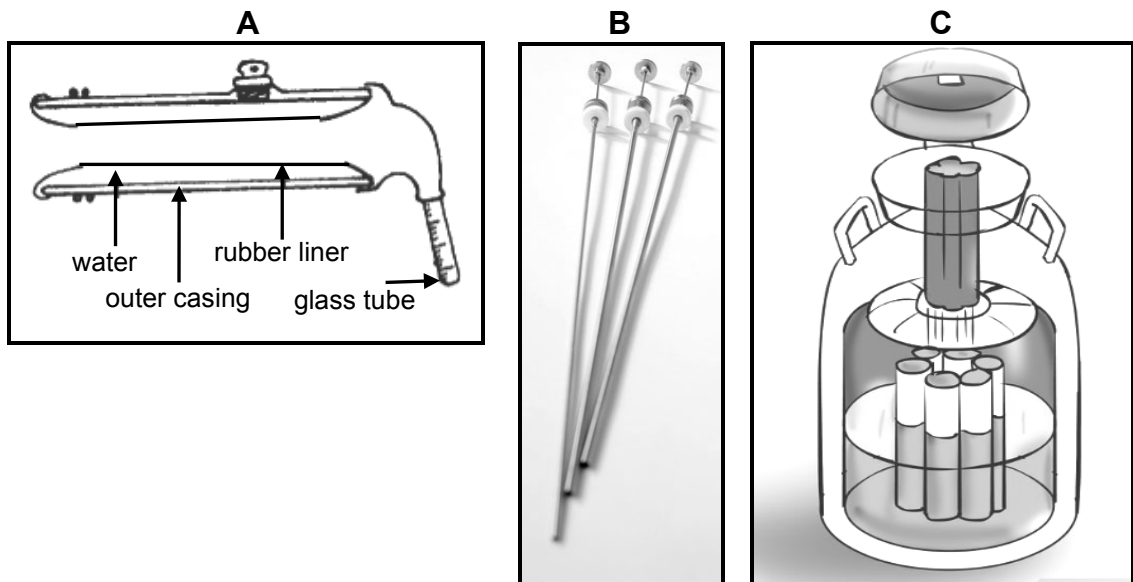 A
B
C
water
rubber liner
outer casing
glass tube